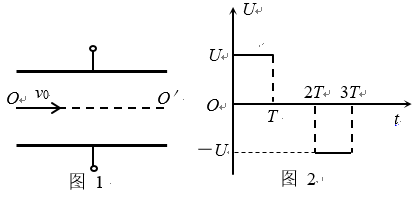 O v₀ O′
图 1
U
U
O T 2T 3T t
−U
图 2